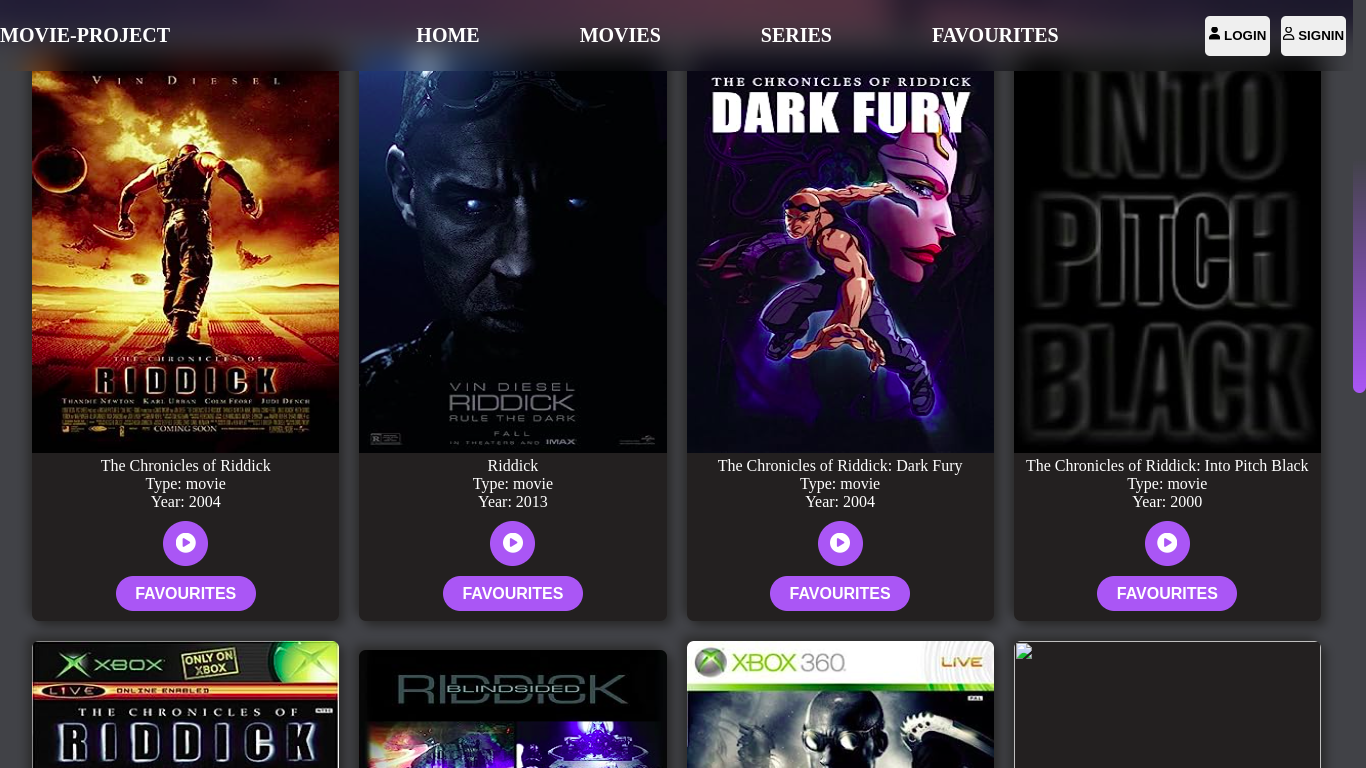 MOVIE-PROJECT
HOME
MOVIES
SERIES
FAVOURITES
LOGIN
SIGNIN
VIN DIESEL
THE CHRONICLES OF
RIDDICK
THANDIE NEWTON KARL URBAN COLM FEORE JUDI DENCH
COMING SOON
VIN DIESEL
RIDDICK
RULE THE DARK
FALL
IN THEATERS AND IMAX
R
THE CHRONICLES OF RIDDICK
DARK FURY
INTO
PITCH
BLACK
The Chronicles of Riddick
Type: movie
Year: 2004
FAVOURITES
Riddick
Type: movie
Year: 2013
FAVOURITES
The Chronicles of Riddick: Dark Fury
Type: movie
Year: 2004
FAVOURITES
The Chronicles of Riddick: Into Pitch Black
Type: movie
Year: 2000
FAVOURITES
XBOX
ONLY ON
XBOX
LIVE ONLINE ENABLED
NTSC
THE CHRONICLES OF
RIDDICK
RIDDICK
BLINDSIDED
XBOX 360
LIVE
PAL